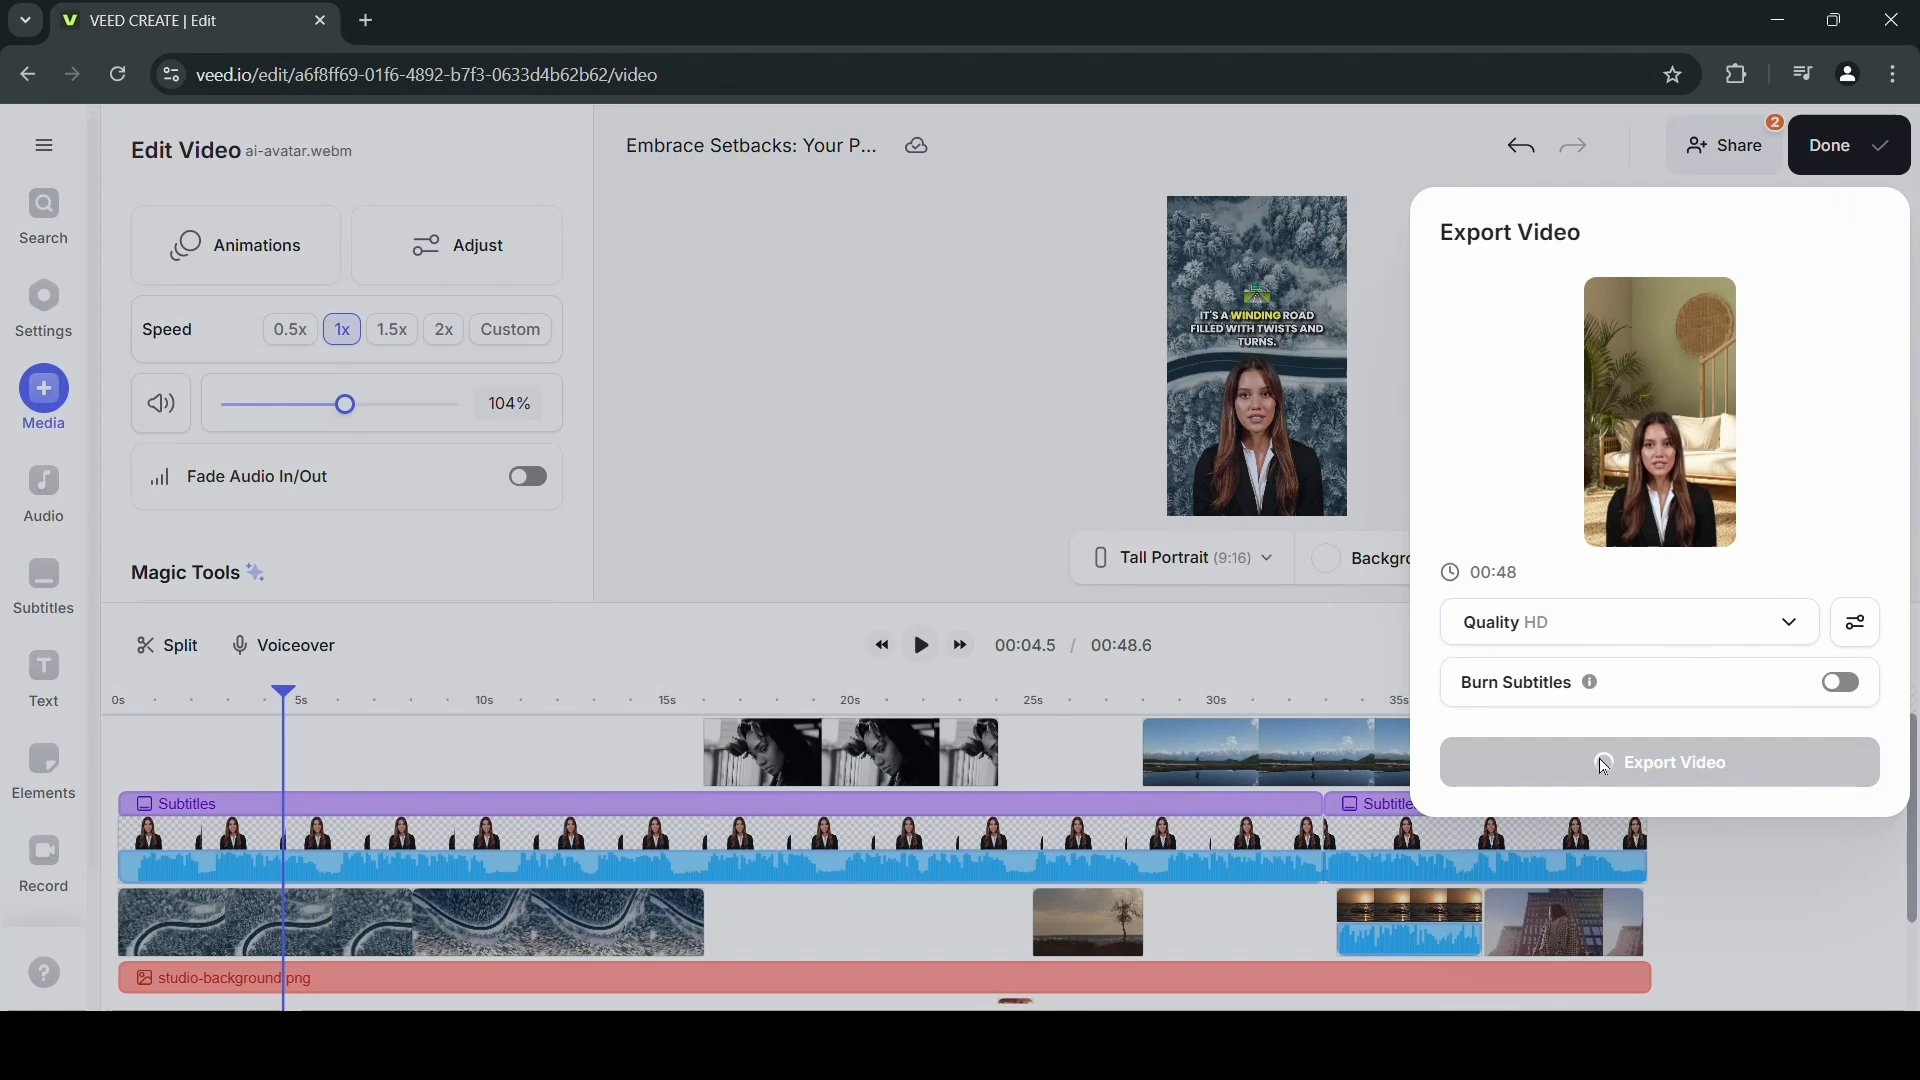 VEED CREATE | Edit
veed.io/edit/a6f8ff69-01f6-4892-b7f3-0633d4b62b62/video
Edit Video ai-avatar.webm
Embrace Setbacks: Your P...
Share
2
Done
Search
Settings
Media
Audio
Subtitles
Text
Elements
Record
Animations
Adjust
Speed
0.5x
1x
1.5x
2x
Custom
104%
Fade Audio In/Out
Magic Tools
IT'S A WINDING ROAD
FILLED WITH TWISTS AND
TURNS.
Tall Portrait (9:16)
Backgro
Export Video
00:48
Quality HD
Burn Subtitles
Export Video
Split
Voiceover
00:04.5 / 00:48.6
0s
5s
10s
15s
20s
25s
30s
35s
Subtitles
Subtitle
studio-background.png